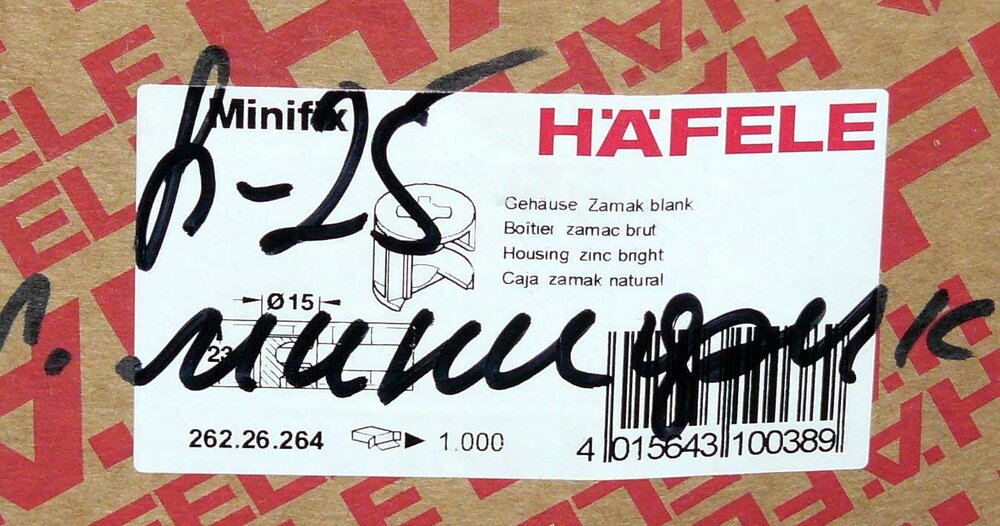 Minifix
HÄFELE
Д-25
Gehäuse Zamak blank
Boîtier zamac brut
Housing zinc bright
Caja zamak natural
Ø15
23
минификс
262.26.264
1.000
4 015643 100389